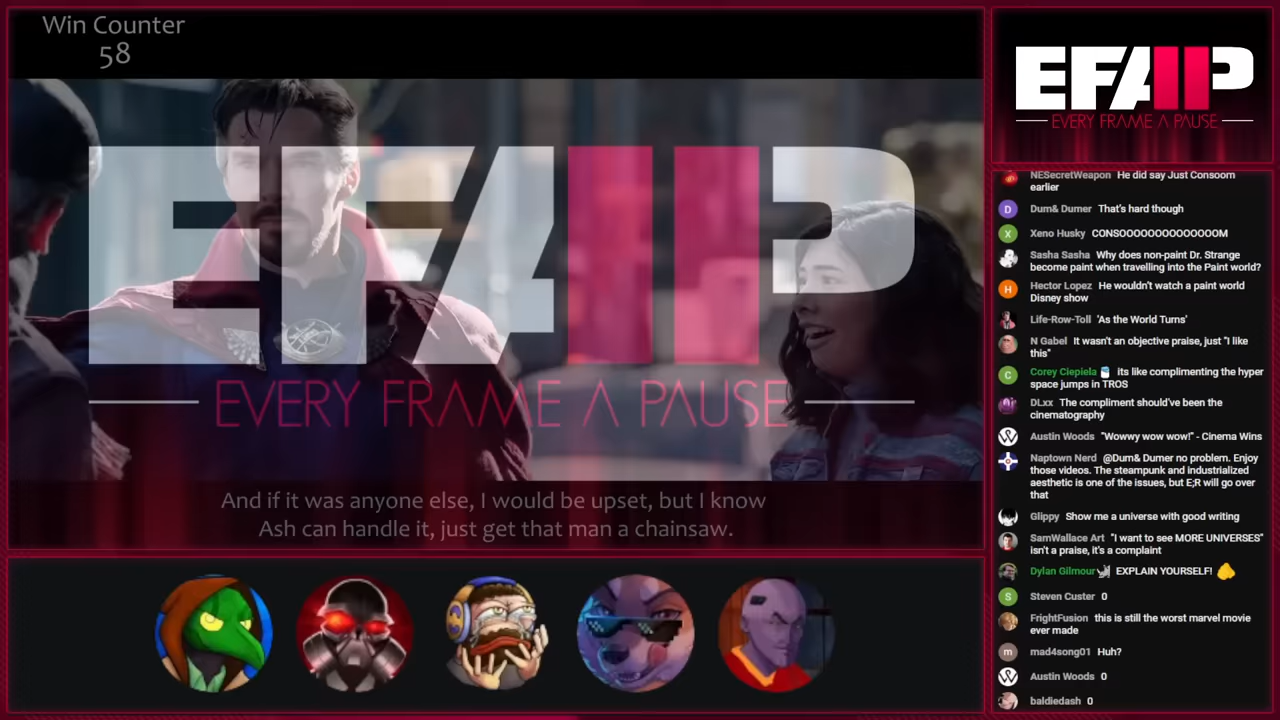 Win Counter
58
EFAP
EVERY FRAME A PAUSE
And if it was anyone else, I would be upset, but I know
Ash can handle it, just get that man a chainsaw.
EFAP
EVERY FRAME A PAUSE
NESecretWeapon He did say Just Consoom
earlier
D Dum& Dumer That's hard though
X Xeno Husky CONSOOOOOOOOOOOOOOM
Sasha Sasha Why does non-paint Dr. Strange
become paint when travelling into the Paint world?
H Hector Lopez He wouldn't watch a paint world
Disney show
Life-Row-Toll 'As the World Turns'
N Gabel It wasn't an objective praise, just "I like
this"
C Corey Ciepiela its like complimenting the hyper
space jumps in TROS
DLxx The compliment should've been the
cinematography
W Austin Woods "Wowwy wow wow!" - Cinema Wins
Naptown Nerd @Dum& Dumer no problem. Enjoy
those videos. The steampunk and industrialized
aesthetic is one of the issues, but E;R will go over
that
Glippy Show me a universe with good writing
SamWallace Art "I want to see MORE UNIVERSES"
isn't a praise, it's a complaint
Dylan Gilmour EXPLAIN YOURSELF!
S Steven Custer 0
FrightFusion this is still the worst marvel movie
ever made
m mad4song01 Huh?
W Austin Woods 0
baldiedash 0